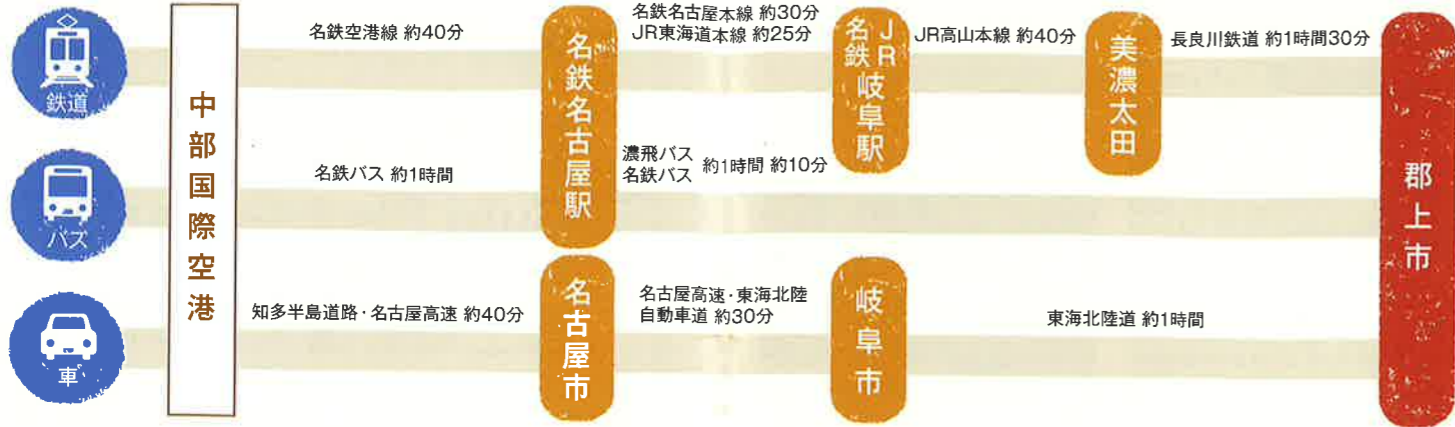 鉄道
中部国際空港
名鉄空港線 約40分
名鉄名古屋駅
名鉄名古屋本線 約30分
JR東海道本線 約25分
JR
名鉄
岐阜駅
JR高山本線 約40分
美濃太田
長良川鉄道 約1時間30分
郡上市
バス
名鉄バス 約1時間
濃飛バス
名鉄バス
約1時間 約10分
車
知多半島道路・名古屋高速 約40分
名古屋市
名古屋高速・東海北陸
自動車道 約30分
岐阜市
東海北陸道 約1時間